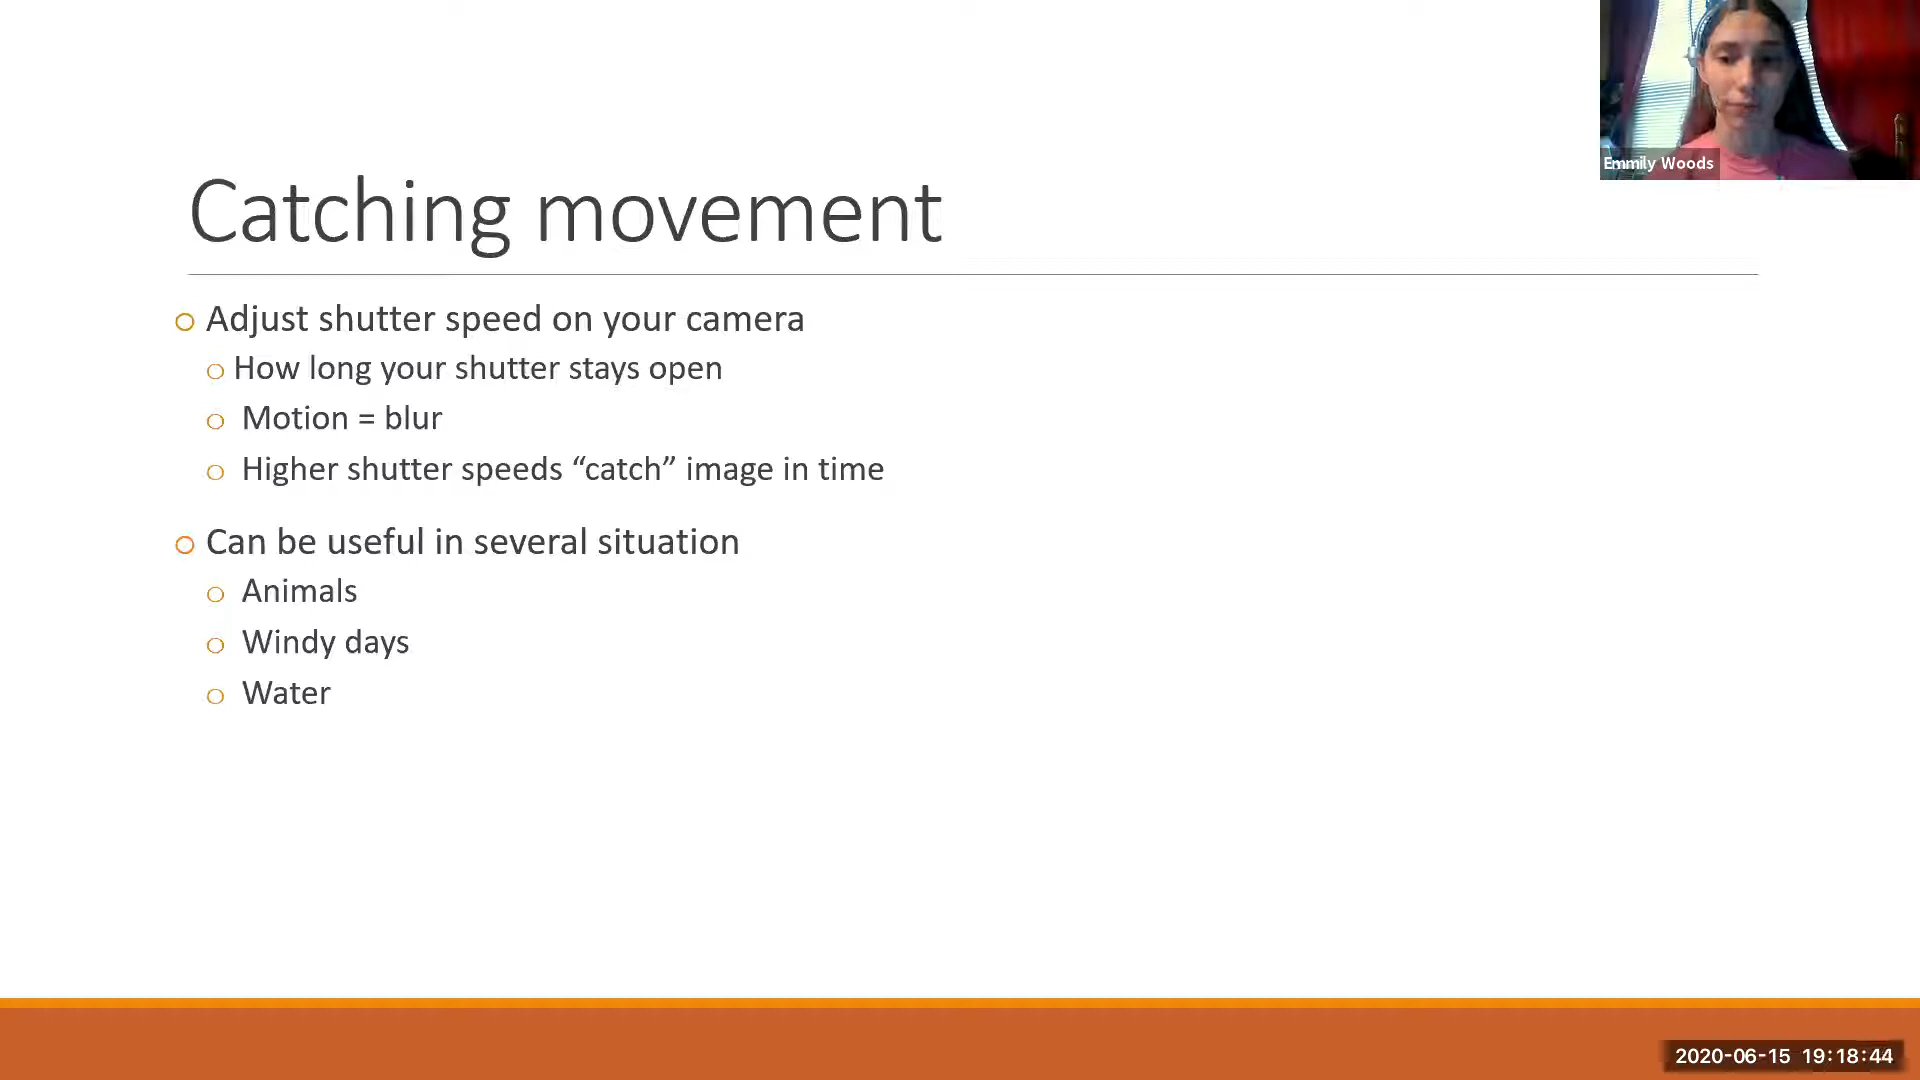 Emmily Woods
Catching movement
Adjust shutter speed on your camera
How long your shutter stays open
Motion = blur
Higher shutter speeds “catch” image in time
Can be useful in several situation
Animals
Windy days
Water
2020-06-15 19:18:44